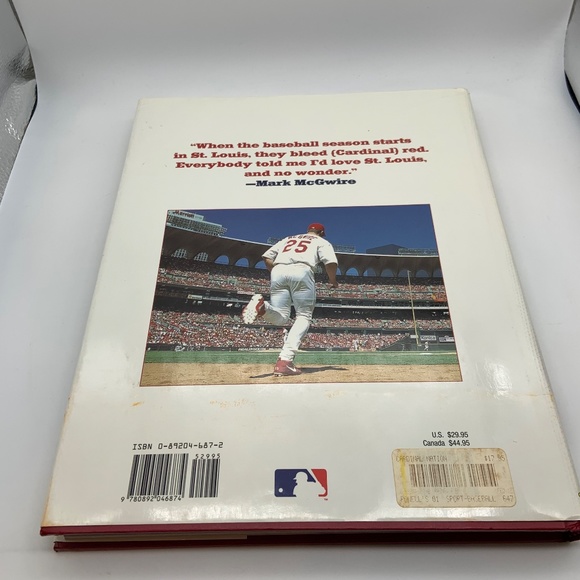 "When the baseball season starts
in St. Louis, they bleed (Cardinal) red.
Everybody told me I'd love St. Louis,
and no wonder."
—Mark McGwire
25
ISBN 0-89204-687-2
52995
9 780892 046874
U.S. $29.95
Canada $44.95
CARDINAL NATION